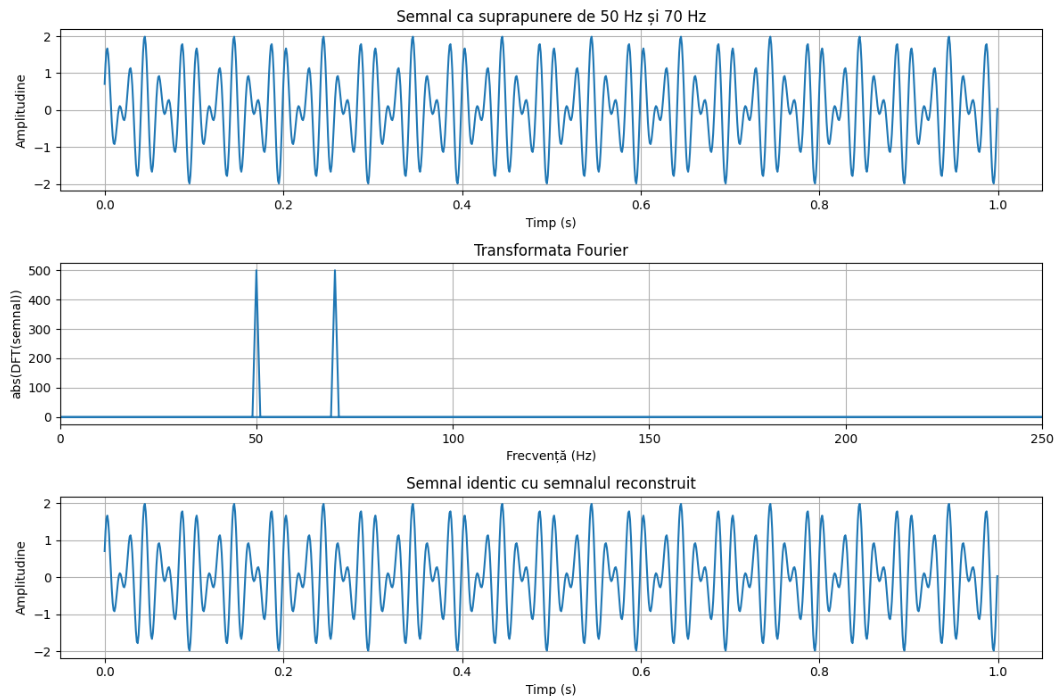 Semnal ca suprapunere de 50 Hz și 70 Hz
2
1
0
−1
−2
Amplitudine
0.0 0.2 0.4 0.6 0.8 1.0
Timp (s)
Transformata Fourier
500
400
300
200
100
0
abs(DFT(semnal))
0 50 100 150 200 250
Frecvență (Hz)
Semnal identic cu semnalul reconstruit
2
1
0
−1
−2
Amplitudine
0.0 0.2 0.4 0.6 0.8 1.0
Timp (s)